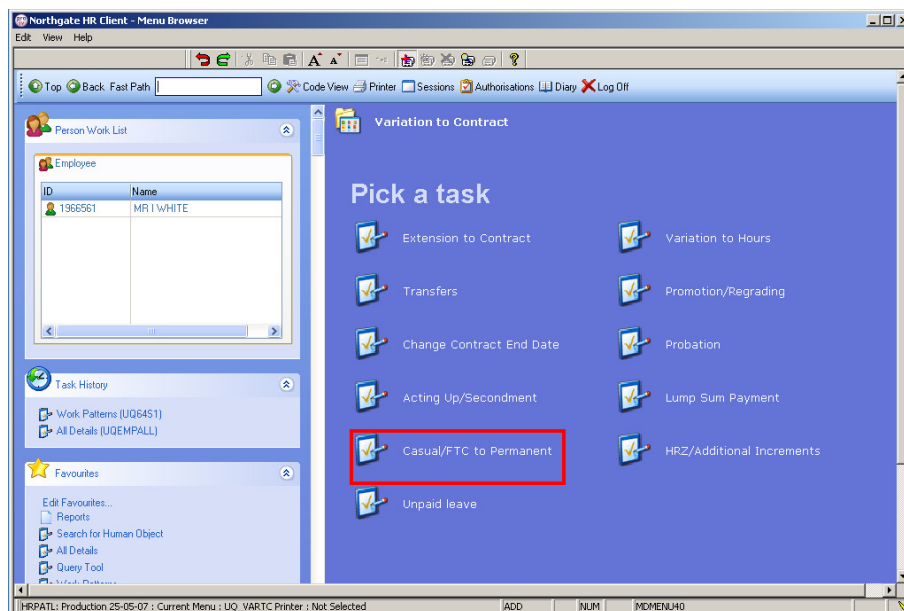 Northgate HR Client - Menu Browser
Edit View Help
Top Back Fast Path Code View Printer Sessions Authorisations Diary Log Off
Person Work List
Employee
ID Name
1966561 MR I WHITE
Task History
Work Patterns (UQ64S1)
All Details (UQEMPALL)
Favourites
Edit Favourites...
Reports
Search for Human Object
All Details
Query Tool
Work Patterns
Variation to Contract
Pick a task
Extension to Contract Variation to Hours
Transfers Promotion/Regrading
Change Contract End Date Probation
Acting Up/Secondment Lump Sum Payment
Casual/FTC to Permanent HRZ/Additional Increments
Unpaid leave
HRPATL: Production 25-05-07 : Current Menu : UQ_VARTC Printer : Not Selected ADD NUM MDMENU40